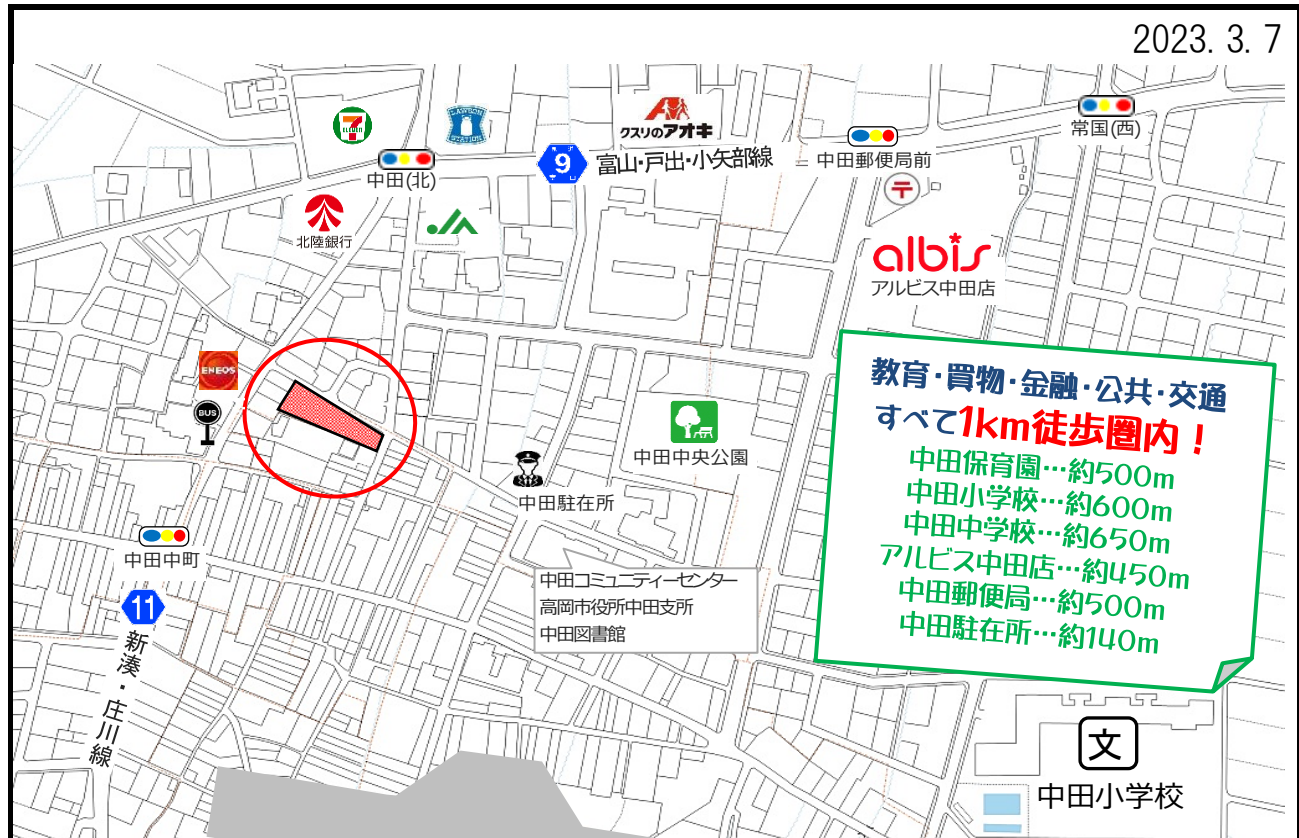 2023. 3. 7
7
ELEVEN
LAWSON
STATION
クスリのアオキ
常国(西)
中田(北)
9
富山・戸出・小矢部線
中田郵便局前
〒
北陸銀行
albis
アルビス中田店
ENEOS
BUS
中田中央公園
中田駐在所
教育・買物・金融・公共・交通
すべて1km徒歩圏内！
中田保育園…約500m
中田小学校…約600m
中田中学校…約650m
アルビス中田店…約450m
中田郵便局…約500m
中田駐在所…約140m
中田中町
中田コミュニティーセンター
高岡市役所中田支所
中田図書館
11
新湊・庄川線
文
中田小学校